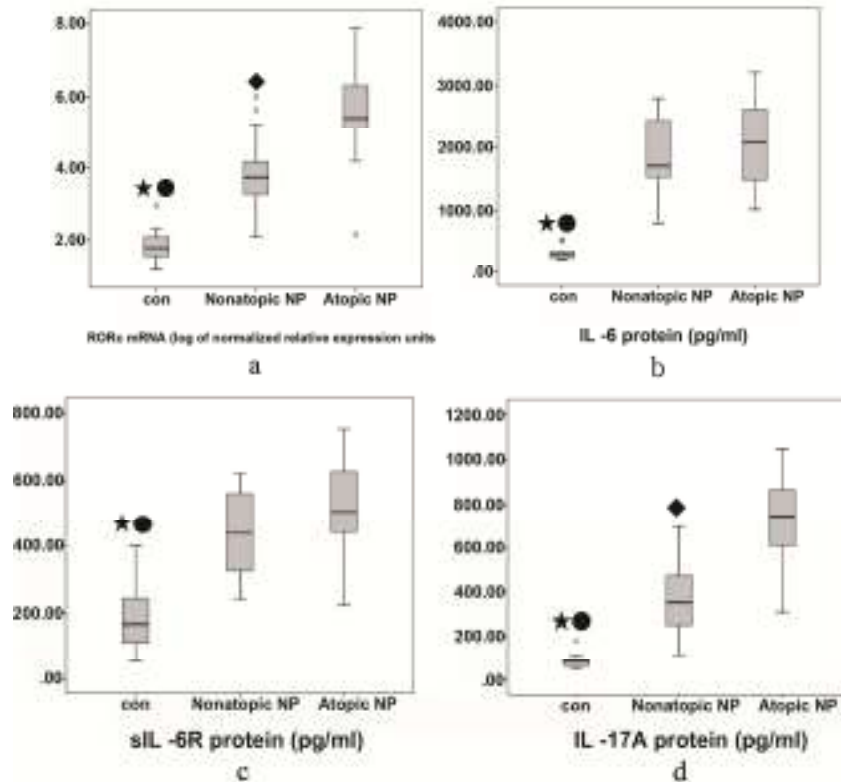 8.00
6.00
4.00
2.00
con Nonatopic NP Atopic NP
RORc mRNA (log of normalized relative expression units
a
4000.00
3000.00
2000.00
1000.00
.00
con Nonatopic NP Atopic NP
IL -6 protein (pg/ml)
b
800.00
600.00
400.00
200.00
.00
con Nonatopic NP Atopic NP
sIL -6R protein (pg/ml)
c
1200.00
1000.00
800.00
600.00
400.00
200.00
.00
con Nonatopic NP Atopic NP
IL -17A protein (pg/ml)
d